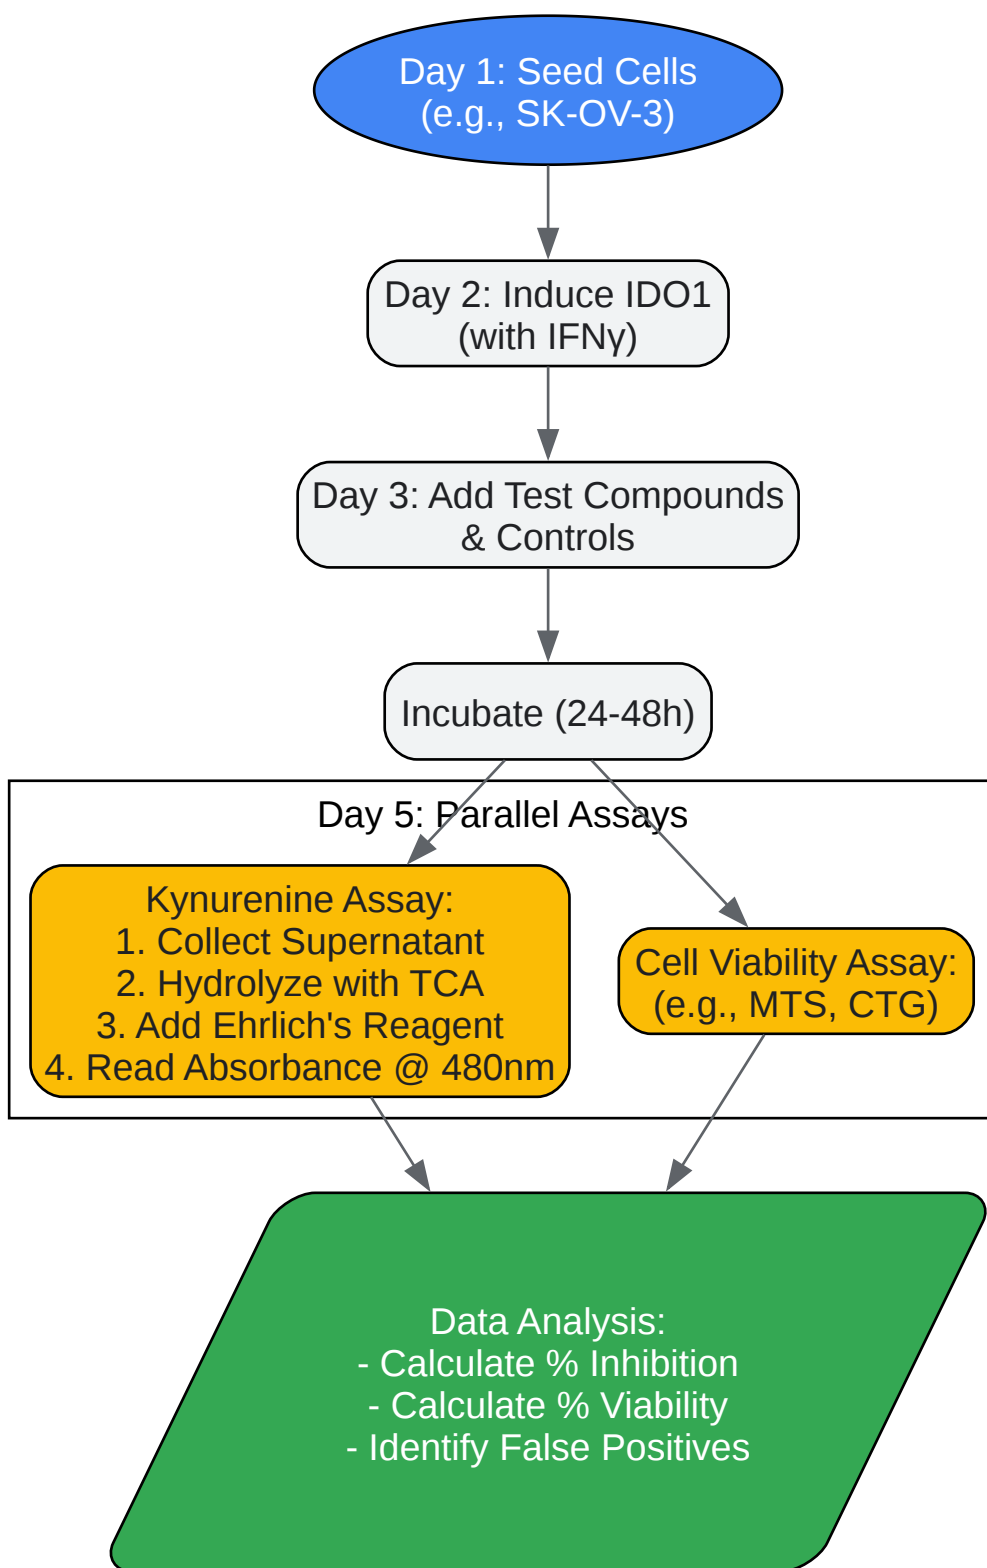 Day 1: Seed Cells
(e.g., SK-OV-3)
Day 2: Induce IDO1
(with IFNγ)
Day 3: Add Test Compounds
& Controls
Incubate (24-48h)
Day 5: Parallel Assays
Kynurenine Assay:
1. Collect Supernatant
2. Hydrolyze with TCA
3. Add Ehrlich's Reagent
4. Read Absorbance @ 480nm
Cell Viability Assay:
(e.g., MTS, CTG)
Data Analysis:
- Calculate % Inhibition
- Calculate % Viability
- Identify False Positives